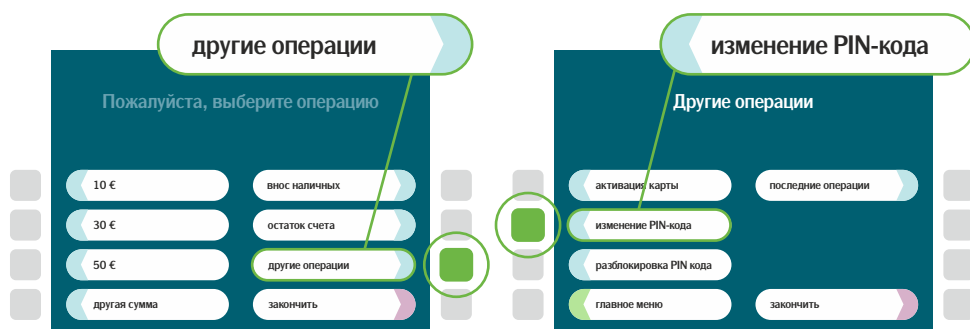 другие операции
Пожалуйста, выберите операцию
10 €
внос наличных
30 €
остаток счета
50 €
другие операции
другая сумма
закончить
изменение PIN-кода
Другие операции
активация карты
последние операции
изменение PIN-кода
разблокировка PIN кода
главное меню
закончить